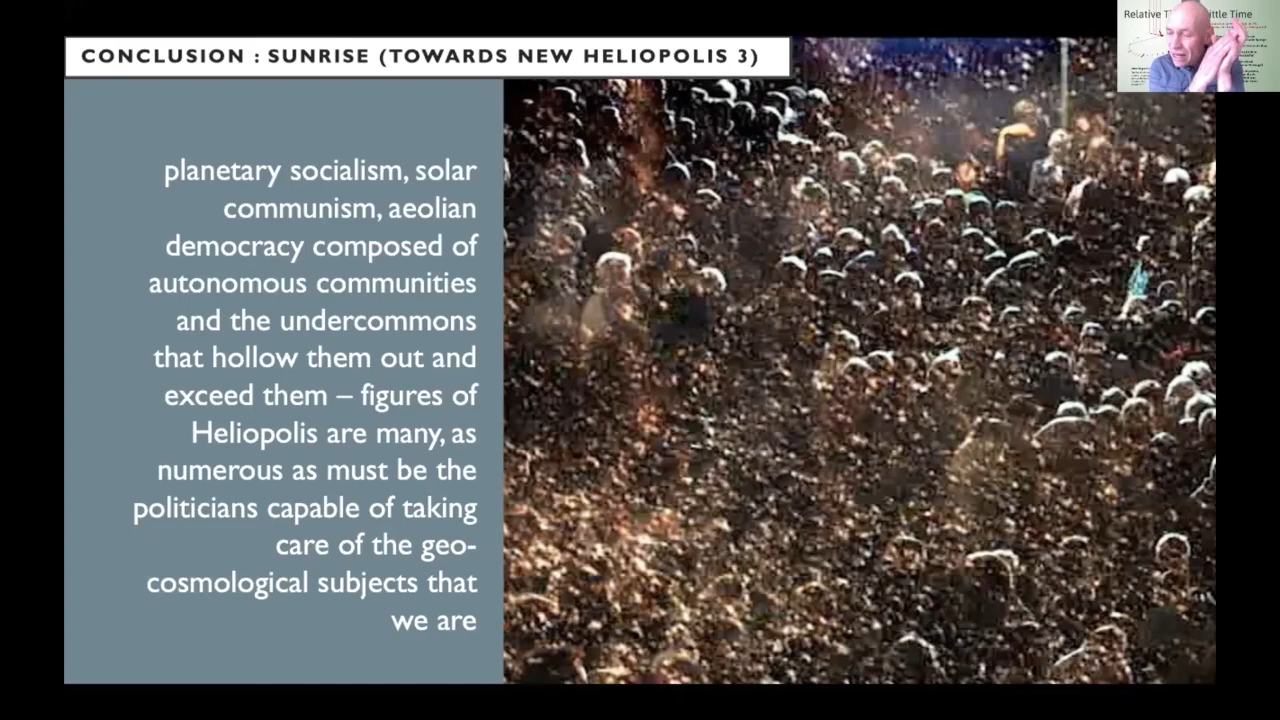 CONCLUSION : SUNRISE (TOWARDS NEW HELIOPOLIS 3)
planetary socialism, solar
communism, aeolian
democracy composed of
autonomous communities
and the undercommons
that hollow them out and
exceed them – figures of
Heliopolis are many, as
numerous as must be the
politicians capable of taking
care of the geo-
cosmological subjects that
we are
Relative Time